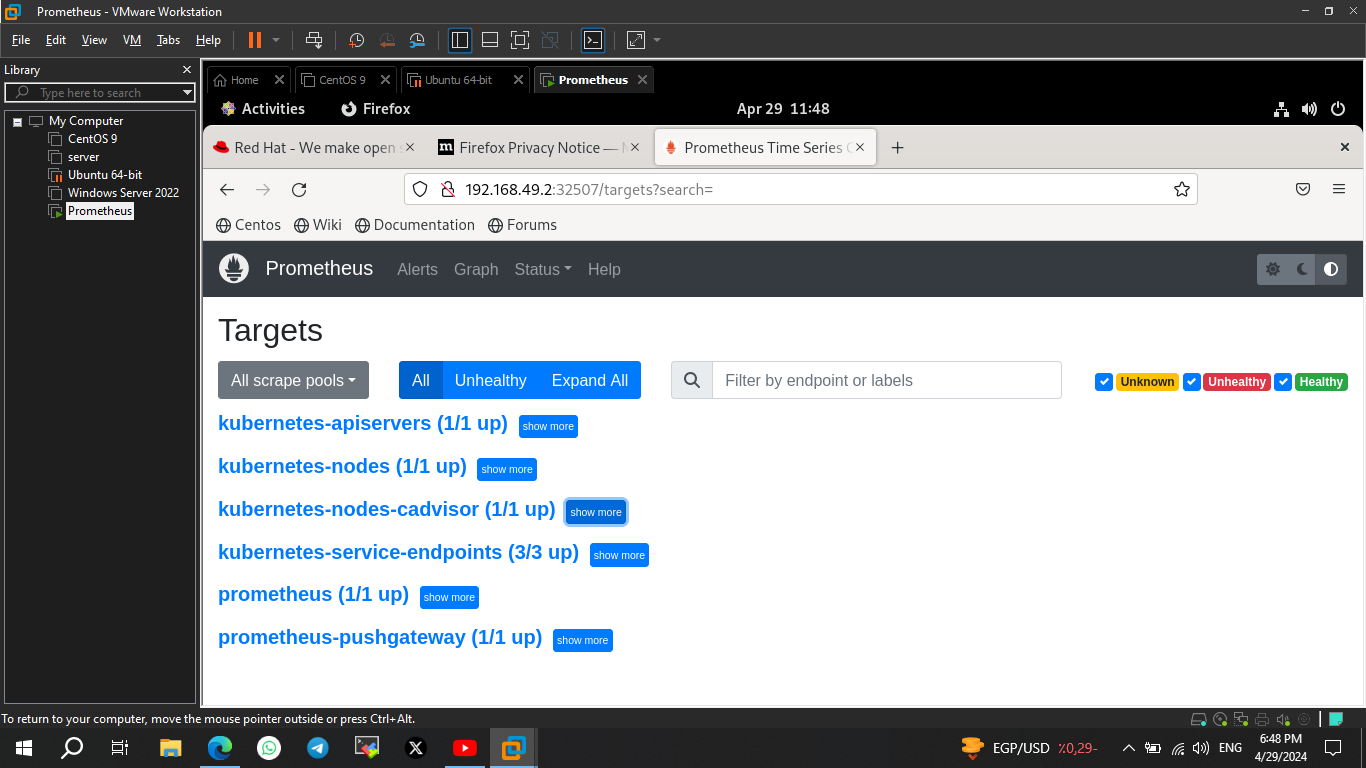 Prometheus - VMware Workstation
File Edit View VM Tabs Help
Library
Type here to search
My Computer
CentOS 9
server
Ubuntu 64-bit
Windows Server 2022
Prometheus
Home CentOS 9 Ubuntu 64-bit Prometheus
Activities Firefox Apr 29 11:48
Red Hat - We make open Firefox Privacy Notice — Prometheus Time Series
192.168.49.2:32507/targets?search=
Centos Wiki Documentation Forums
Prometheus Alerts Graph Status Help
Targets
All scrape pools All Unhealthy Expand All Filter by endpoint or labels Unknown Unhealthy Healthy
kubernetes-apiservers (1/1 up) show more
kubernetes-nodes (1/1 up) show more
kubernetes-nodes-cadvisor (1/1 up) show more
kubernetes-service-endpoints (3/3 up) show more
prometheus (1/1 up) show more
prometheus-pushgateway (1/1 up) show more
To return to your computer, move the mouse pointer outside or press Ctrl+Alt.
EGP/USD ٪0,29- ENG 6:48 PM
4/29/2024